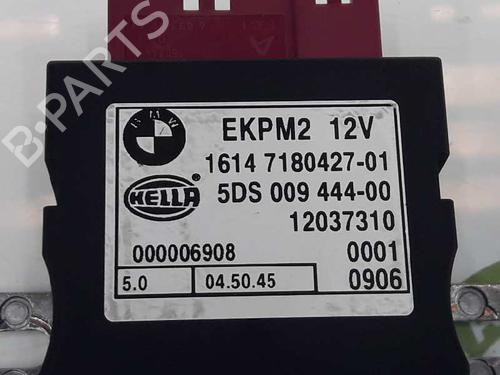 B-PARTS
BMW
EKPM2 12V
1614 7180427-01
HELLA
5DS 009 444-00
12037310
000006908 0001
5.0 04.50.45 0906